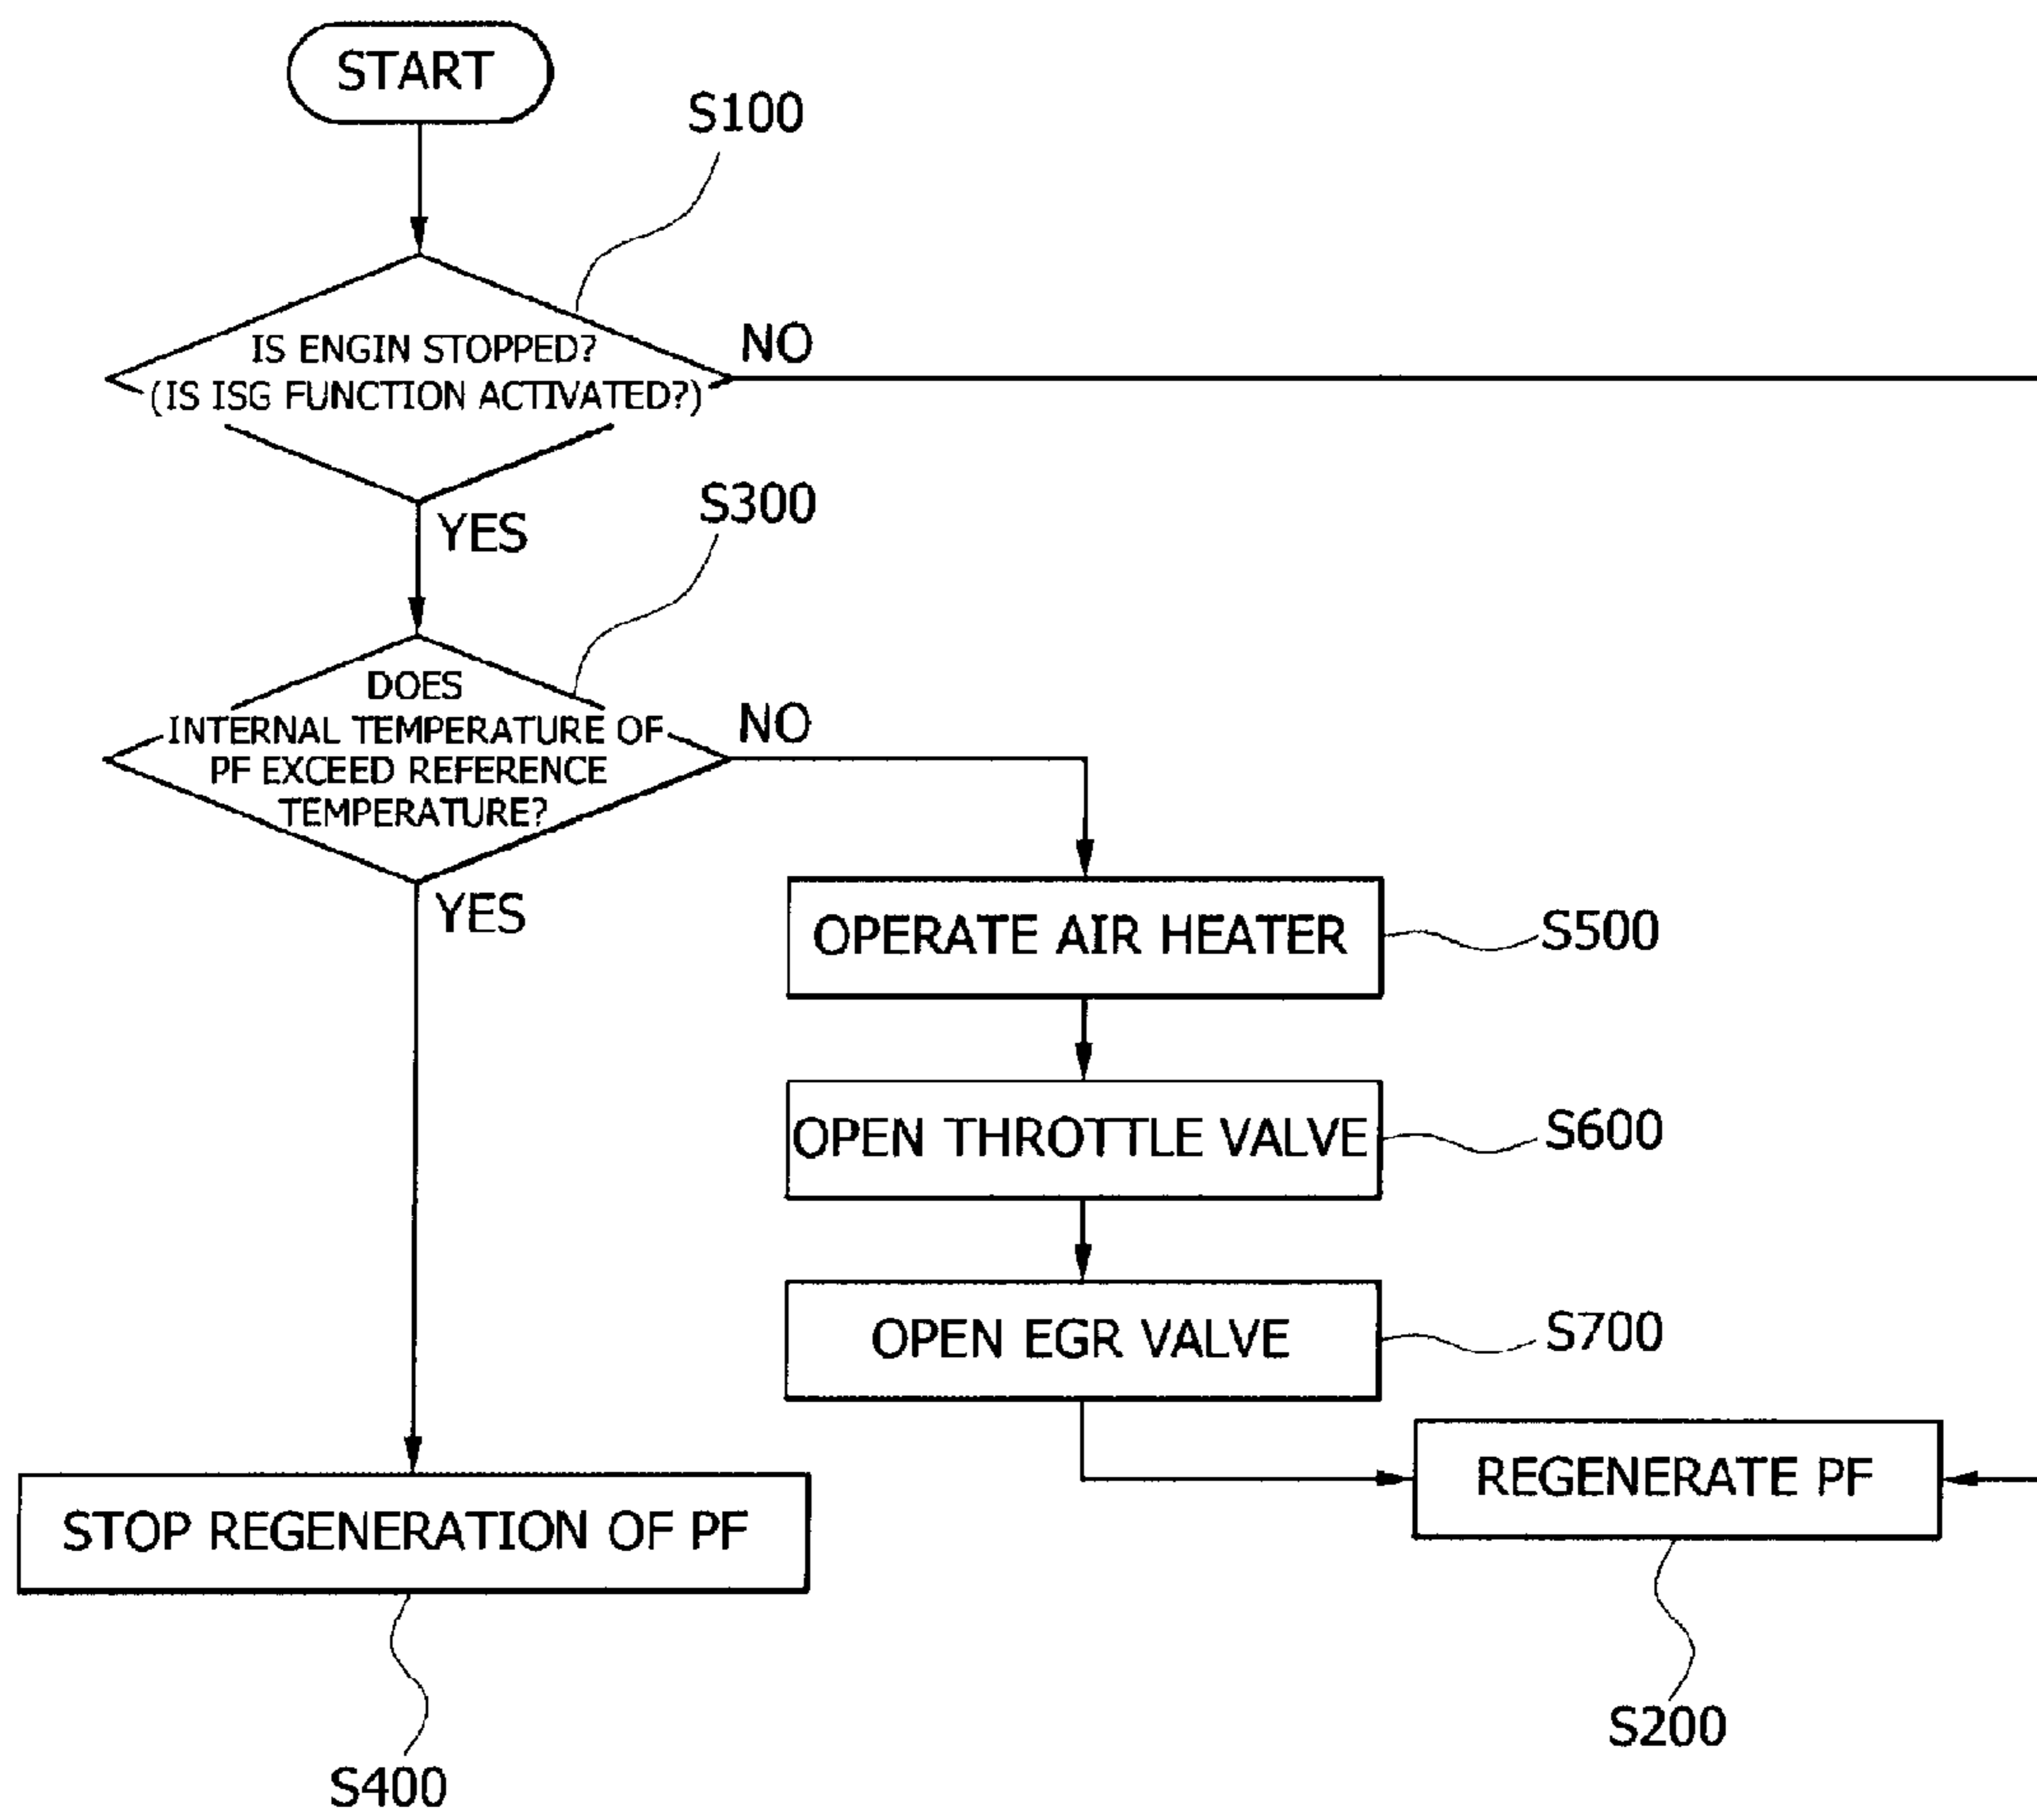 START
S100
IS ENGIN STOPPED?
(IS ISG FUNCTION ACTIVATED?)
NO
YES
S300
DOES
INTERNAL TEMPERATURE OF
PF EXCEED REFERENCE
TEMPERATURE?
NO
YES
OPERATE AIR HEATER
S500
OPEN THROTTLE VALVE
S600
OPEN EGR VALVE
S700
REGENERATE PF
STOP REGENERATION OF PF
S200
S400